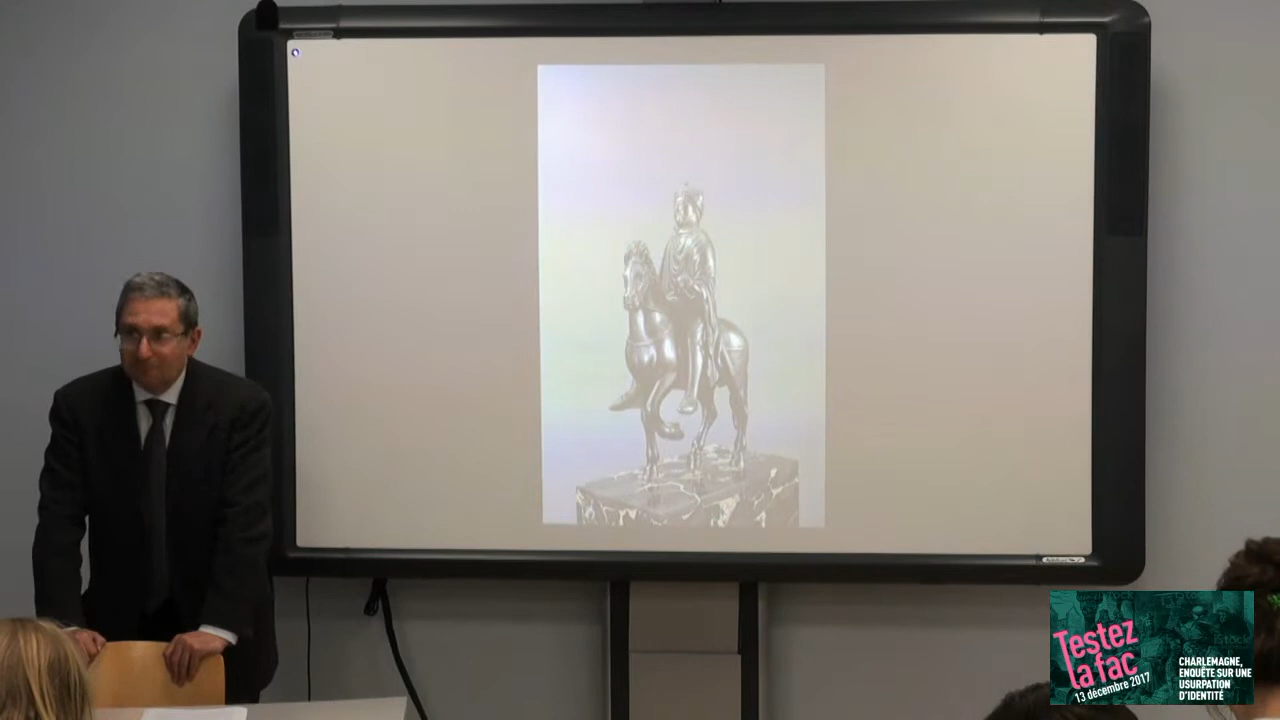 Testez
la fac
13 décembre 2017
CHARLEMAGNE,
ENQUÊTE SUR UNE
USURPATION
D'IDENTITÉ